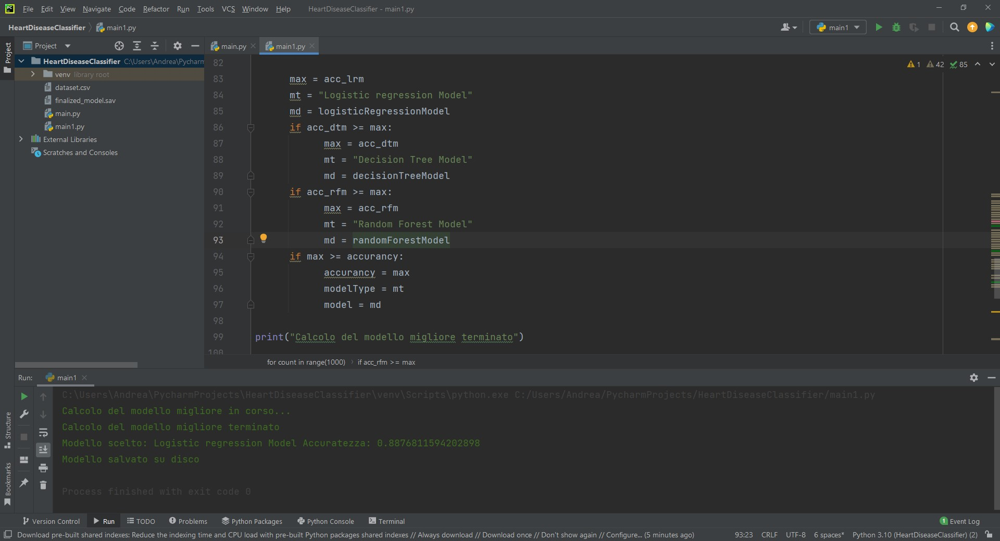 File Edit View Navigate Code Refactor Run Tools VCS Window Help HeartDiseaseClassifier - main1.py
HeartDiseaseClassifier main1.py main1
Project
Project
main.py main1.py
HeartDiseaseClassifier C:\Users\Andrea\Pycharm
venv library root
dataset.csv
finalized_model.sav
main.py
main1.py
External Libraries
Scratches and Consoles
1 42 85
82
83 max = acc_lrm
84 mt = "Logistic regression Model"
85 md = logisticRegressionModel
86 if acc_dtm >= max:
87 max = acc_dtm
88 mt = "Decision Tree Model"
89 md = decisionTreeModel
90 if acc_rfm >= max:
91 max = acc_rfm
92 mt = "Random Forest Model"
93 md = randomForestModel
94 if max >= accurancy:
95 accurancy = max
96 modelType = mt
97 model = md
98
99 print("Calcolo del modello migliore terminato")
100
for count in range(1000) if acc_rfm >= max
Run: main1
C:\Users\Andrea\PycharmProjects\HeartDiseaseClassifier\venv\Scripts\python.exe C:/Users/Andrea/PycharmProjects/HeartDiseaseClassifier/main1.py
Calcolo del modello migliore in corso...
Calcolo del modello migliore terminato
Modello scelto: Logistic regression Model Accuratezza: 0.8876811594202898
Modello salvato su disco
Process finished with exit code 0
Structure
Bookmarks
Version Control Run TODO Problems Python Packages Python Console Terminal 1 Event Log
Download pre-built shared indexes: Reduce the indexing time and CPU load with pre-built Python packages shared indexes // Always download // Download once // Don't show again // Configure... (5 minutes ago) 93:23 CRLF UTF-8 6 spaces* Python 3.10 (HeartDiseaseClassifier) (2)